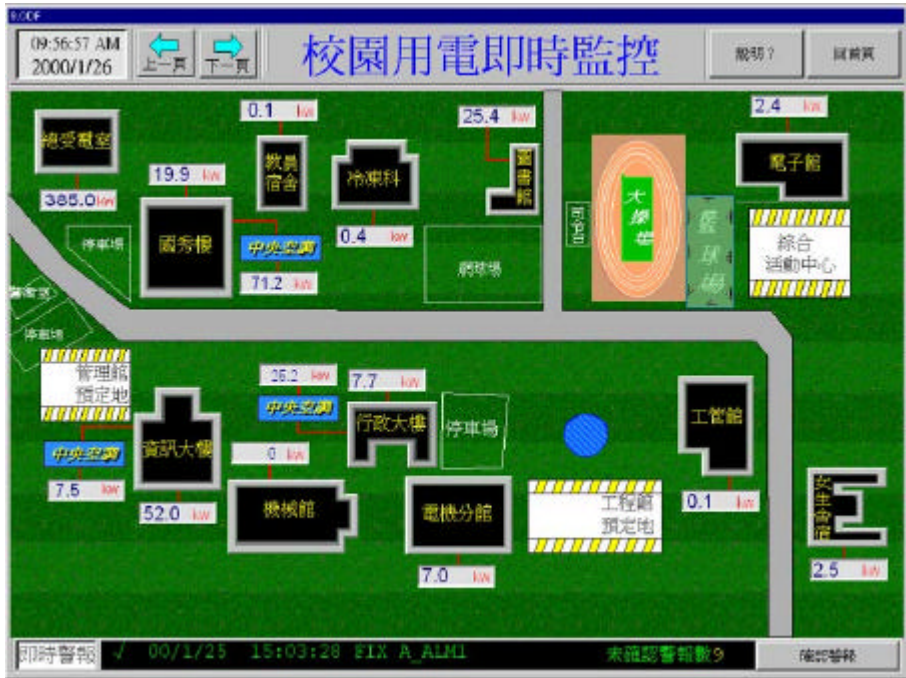 09:56:57 AM
2000/1/26
上一頁
下一頁
校園用電即時監控
說明？
回首頁
總受電室
385.0 kw
0.1 kw
教員
宿舍
冷凍科
0.4 kw
25.4 kw
圖書館
2.4 kw
電子館
19.9 kw
國秀樓
中央空調
71.2 kw
停車場
網球場
司令台
大操場
籃球場
綜合
活動中心
停車場
管理館
預定地
中央空調
7.5 kw
資訊大樓
52.0 kw
26.2 kw
中央空調
7.7 kw
行政大樓
停車場
0 kw
機械館
電機分館
7.0 kw
工程館
預定地
工管館
0.1 kw
女生舍宿
2.5 kw
即時警報
√ 00/1/25 15:03:28 FIX A_ALM1
未確認警報數9
確認警報